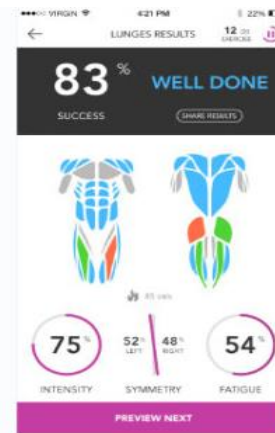 VIRGIN 4:21 PM 22%
LUNGES RESULTS 12
EXERCISE
83% WELL DONE
SUCCESS SHARE RESULTS
75% 52% 48% 54%
LEFT RIGHT
INTENSITY SYMMETRY FATIGUE
PREVIEW NEXT